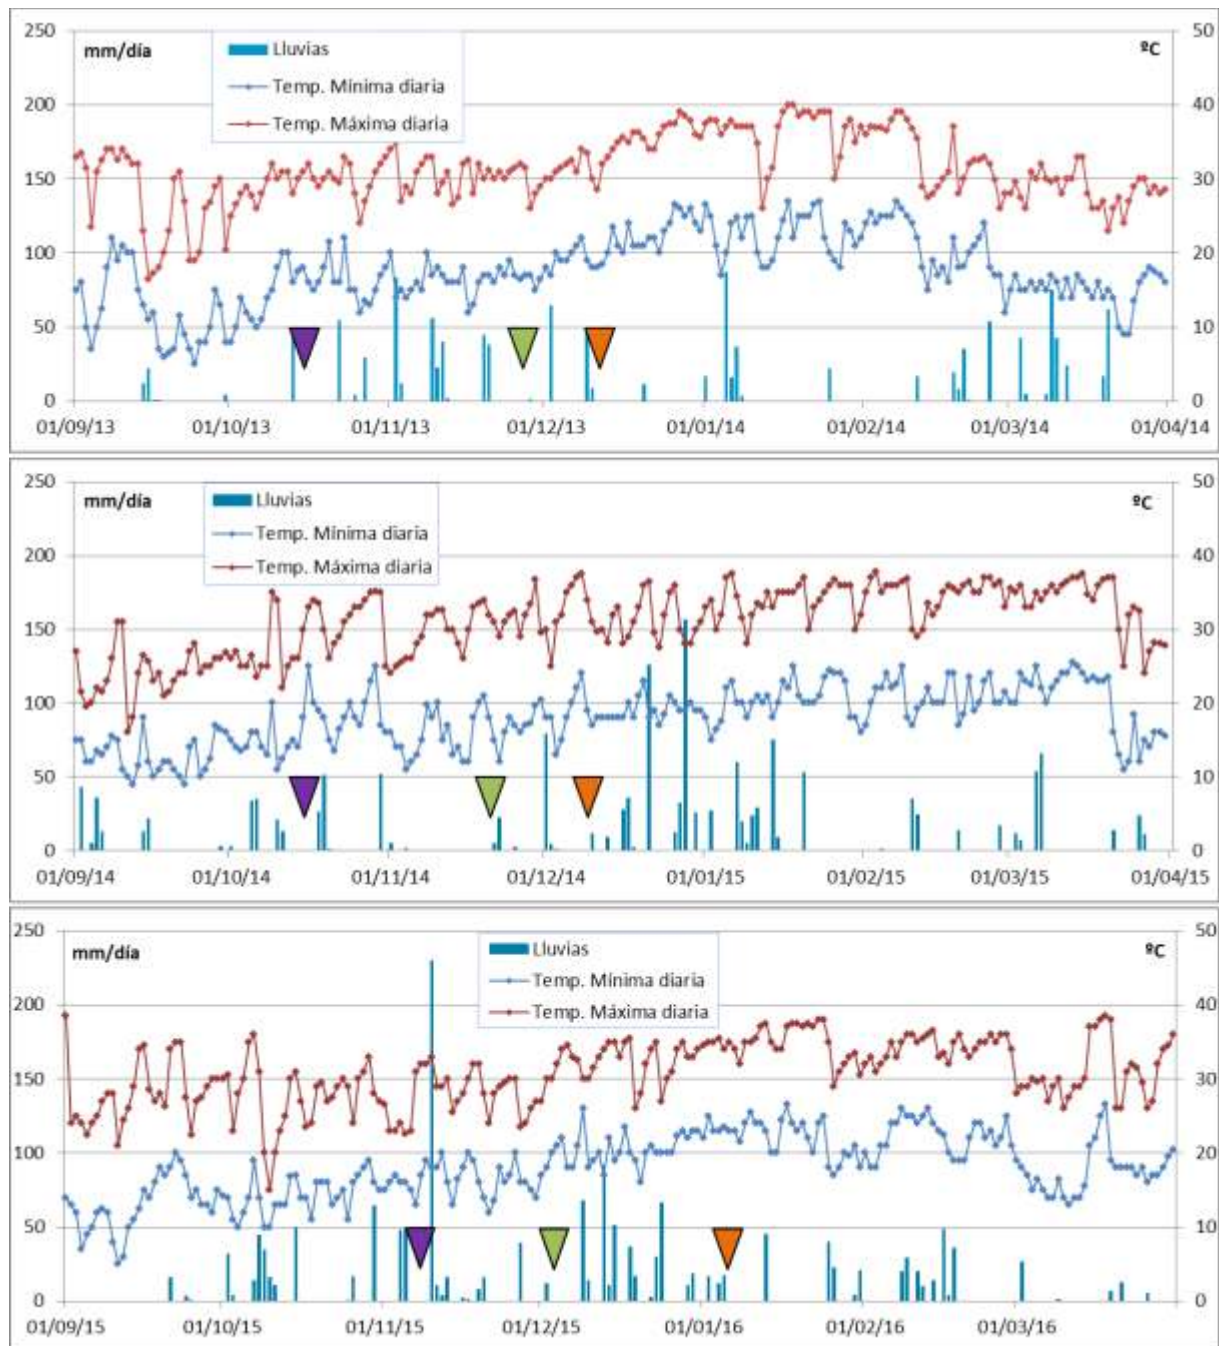 250 50
mm/día Lluvias ºC
200 Temp. Mínima diaria 40
Temp. Máxima diaria
150 30
100 20
50 10
0 0
01/09/13 01/10/13 01/11/13 01/12/13 01/01/14 01/02/14 01/03/14 01/04/14
250 50
mm/día Lluvias ºC
Temp. Mínima diaria
200 40
Temp. Máxima diaria
150 30
100 20
50 10
0 0
01/09/14 01/10/14 01/11/14 01/12/14 01/01/15 01/02/15 01/03/15 01/04/15
250 50
mm/día Lluvias ºC
Temp. Mínima diaria
200 40
Temp. Máxima diaria
150 30
100 20
50 10
0 0
01/09/15 01/10/15 01/11/15 01/12/15 01/01/16 01/02/16 01/03/16